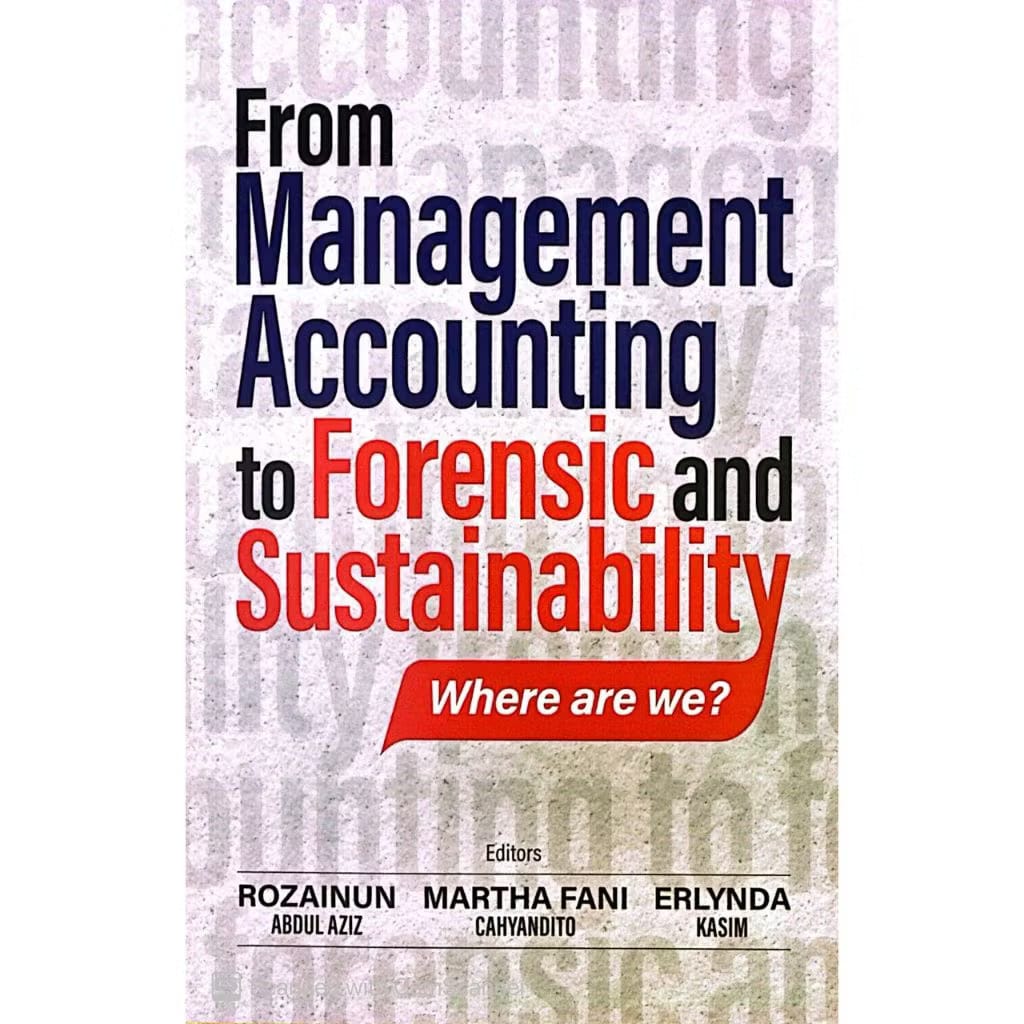 accounting
From
Management
Accounting
to Forensic and
Sustainability
Where are we?
Editors
ROZAINUN MARTHA FANI ERLYNDA
ABDUL AZIZ CAHYANDITO KASIM